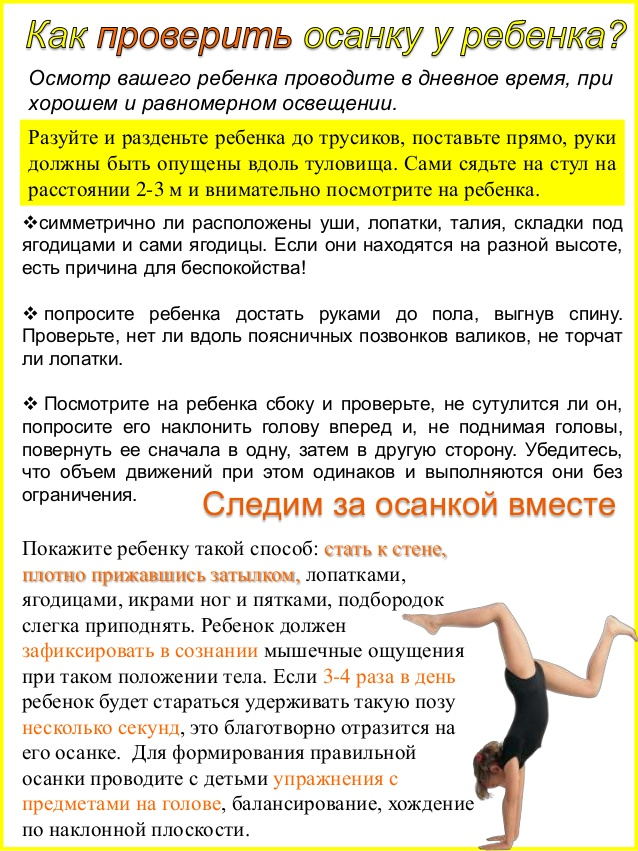 Как проверить осанку у ребенка?
Осмотр вашего ребенка проводите в дневное время, при
хорошем и равномерном освещении.
Разуйте и разденьте ребенка до трусиков, поставьте прямо, руки
должны быть опущены вдоль туловища. Сами сядьте на стул на
расстоянии 2-3 м и внимательно посмотрите на ребенка.
❖симметрично ли расположены уши, лопатки, талия, складки под
ягодицами и сами ягодицы. Если они находятся на разной высоте,
есть причина для беспокойства!
❖ попросите ребенка достать руками до пола, выгнув спину.
Проверьте, нет ли вдоль поясничных позвонков валиков, не торчат
ли лопатки.
❖ Посмотрите на ребенка сбоку и проверьте, не сутулится ли он,
попросите его наклонить голову вперед и, не поднимая головы,
повернуть ее сначала в одну, затем в другую сторону. Убедитесь,
что объем движений при этом одинаков и выполняются они без
ограничения.
Следим за осанкой вместе
Покажите ребенку такой способ: стать к стене,
плотно прижавшись затылком, лопатками,
ягодицами, икрами ног и пятками, подбородок
слегка приподнять. Ребенок должен
зафиксировать в сознании мышечные ощущения
при таком положении тела. Если 3-4 раза в день
ребенок будет стараться удерживать такую позу
несколько секунд, это благотворно отразится на
его осанке. Для формирования правильной
осанки проводите с детьми упражнения с
предметами на голове, балансирование, хождение
по наклонной плоскости.